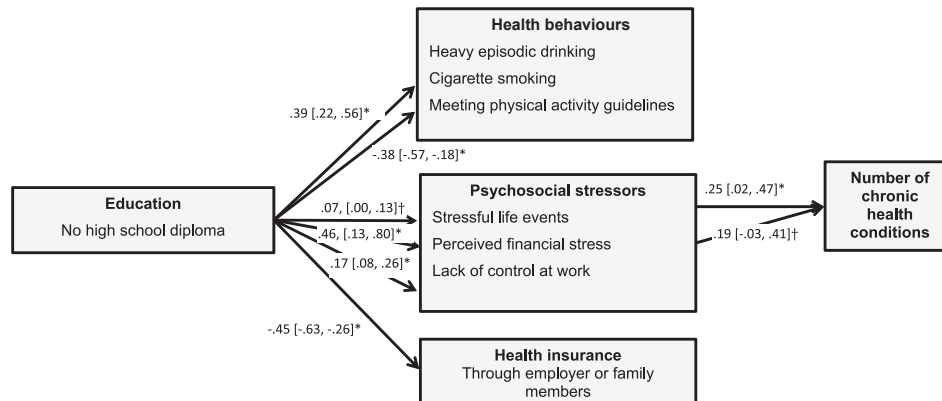 Health behaviours
Heavy episodic drinking
Cigarette smoking
Meeting physical activity guidelines
.39 [.22, .56]*
-.38 [-.57, -.18]*
Education
No high school diploma
.07, [.00, .13]†
.46, [.13, .80]*
.17 [.08, .26]*
-.45 [-.63, -.26]*
Psychosocial stressors
Stressful life events
Perceived financial stress
Lack of control at work
.25 [.02, .47]*
.19 [-.03, .41]†
Number of
chronic
health
conditions
Health insurance
Through employer or family
members